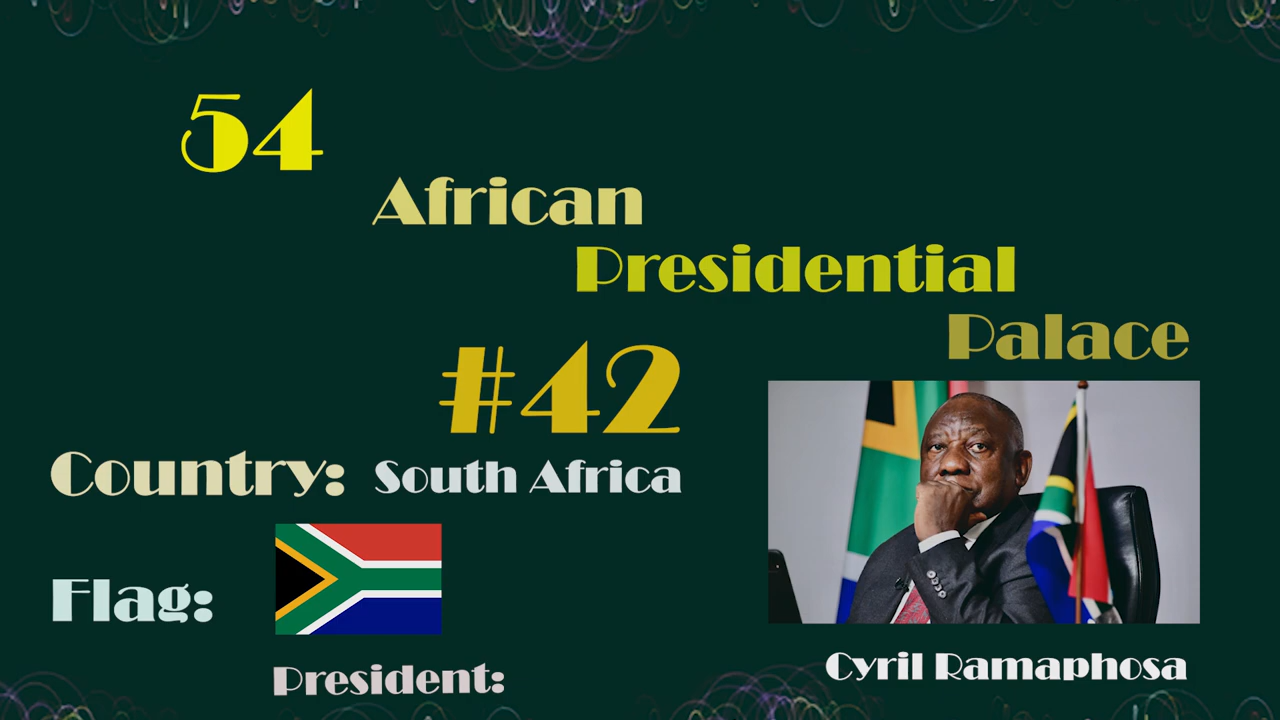 54
African
Presidential
Palace
#42
Country: South Africa
Flag:
President:
Cyril Ramaphosa